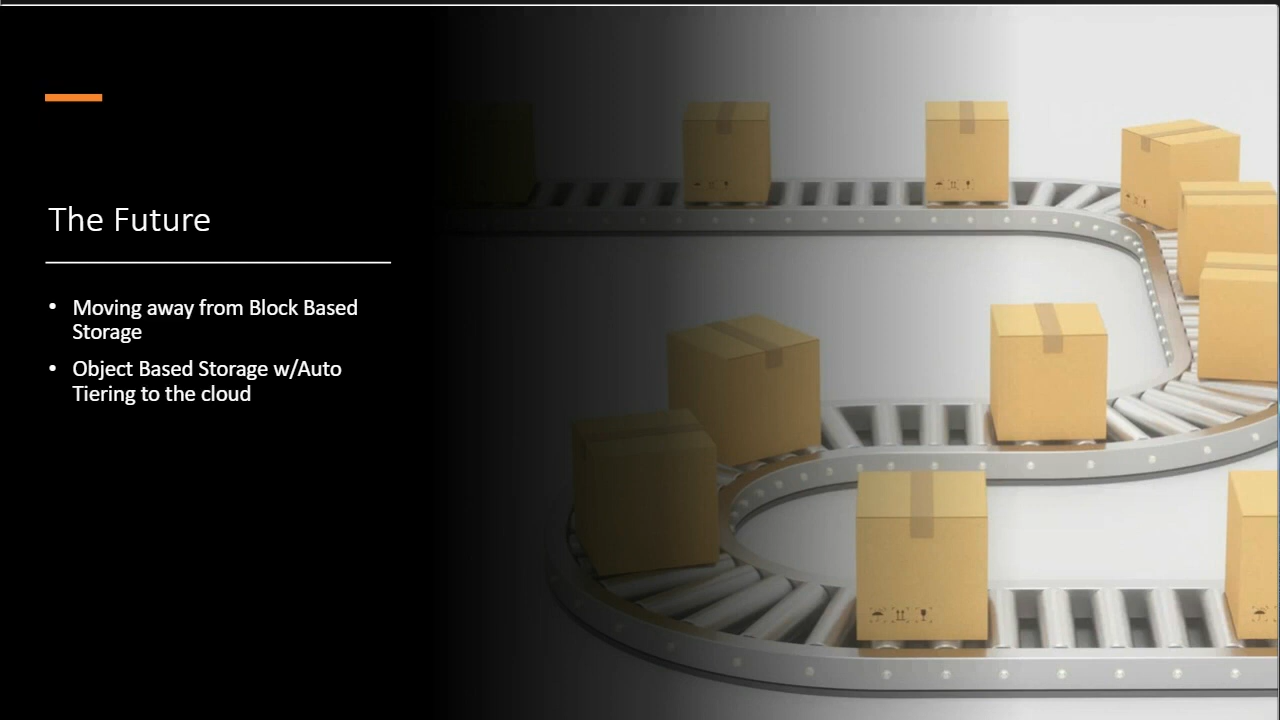 The Future
• Moving away from Block Based
Storage
• Object Based Storage w/Auto
Tiering to the cloud